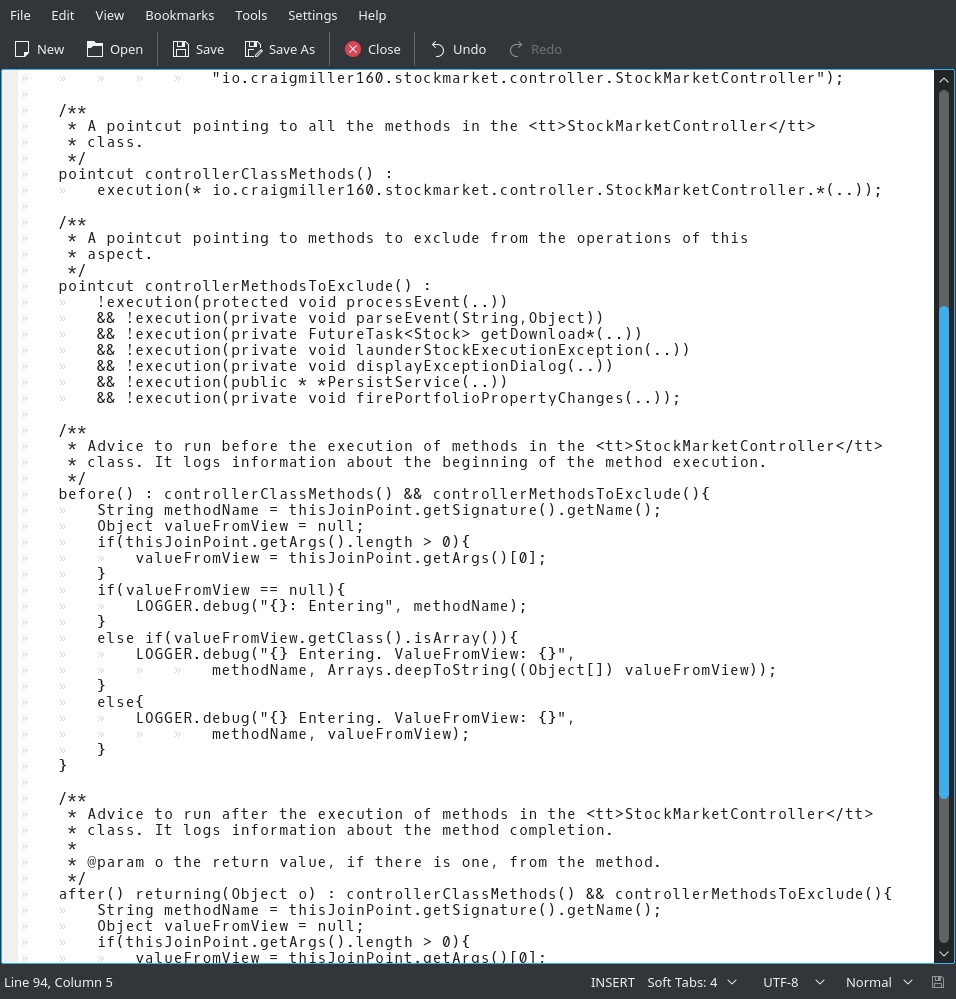 File Edit View Bookmarks Tools Settings Help
New Open Save Save As Close Undo Redo
"io.craigmiller160.stockmarket.controller.StockMarketController");
/**
* A pointcut pointing to all the methods in the <tt>StockMarketController</tt>
* class.
*/
pointcut controllerClassMethods() :
execution(* io.craigmiller160.stockmarket.controller.StockMarketController.*(..));
/**
* A pointcut pointing to methods to exclude from the operations of this
* aspect.
*/
pointcut controllerMethodsToExclude() :
!execution(protected void processEvent(..))
&& !execution(private void parseEvent(String,Object))
&& !execution(private FutureTask<Stock> getDownload*(..))
&& !execution(private void launderStockExecutionException(..))
&& !execution(private void displayExceptionDialog(..))
&& !execution(public * *PersistService(..))
&& !execution(private void firePortfolioPropertyChanges(..));
/**
* Advice to run before the execution of methods in the <tt>StockMarketController</tt>
* class. It logs information about the beginning of the method execution.
*/
before() : controllerClassMethods() && controllerMethodsToExclude(){
String methodName = thisJoinPoint.getSignature().getName();
Object valueFromView = null;
if(thisJoinPoint.getArgs().length > 0){
valueFromView = thisJoinPoint.getArgs()[0];
}
if(valueFromView == null){
LOGGER.debug("{}: Entering", methodName);
}
else if(valueFromView.getClass().isArray()){
LOGGER.debug("{} Entering. ValueFromView: {}",
methodName, Arrays.deepToString((Object[]) valueFromView));
}
else{
LOGGER.debug("{} Entering. ValueFromView: {}",
methodName, valueFromView);
}
}
/**
* Advice to run after the execution of methods in the <tt>StockMarketController</tt>
* class. It logs information about the method completion.
*
* @param o the return value, if there is one, from the method.
*/
after() returning(Object o) : controllerClassMethods() && controllerMethodsToExclude(){
String methodName = thisJoinPoint.getSignature().getName();
Object valueFromView = null;
if(thisJoinPoint.getArgs().length > 0){
valueFromView = thisJoinPoint.getArgs()[0];
Line 94, Column 5 INSERT Soft Tabs: 4 UTF-8 Normal